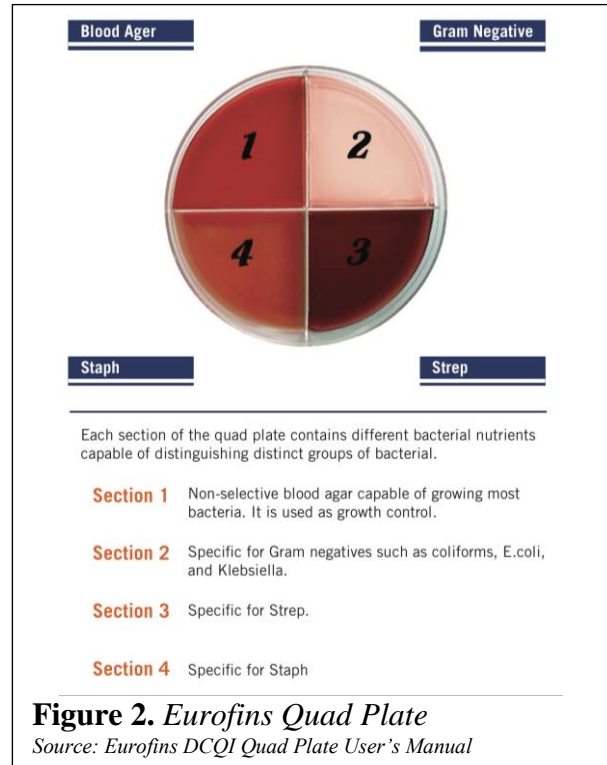 Blood Ager
Gram Negative
1
2
4
3
Staph
Strep
Each section of the quad plate contains different bacterial nutrients
capable of distinguishing distinct groups of bacterial.
Section 1 Non-selective blood agar capable of growing most
bacteria. It is used as growth control.
Section 2 Specific for Gram negatives such as coliforms, E.coli,
and Klebsiella.
Section 3 Specific for Strep.
Section 4 Specific for Staph
Figure 2. Eurofins Quad Plate
Source: Eurofins DCQI Quad Plate User's Manual